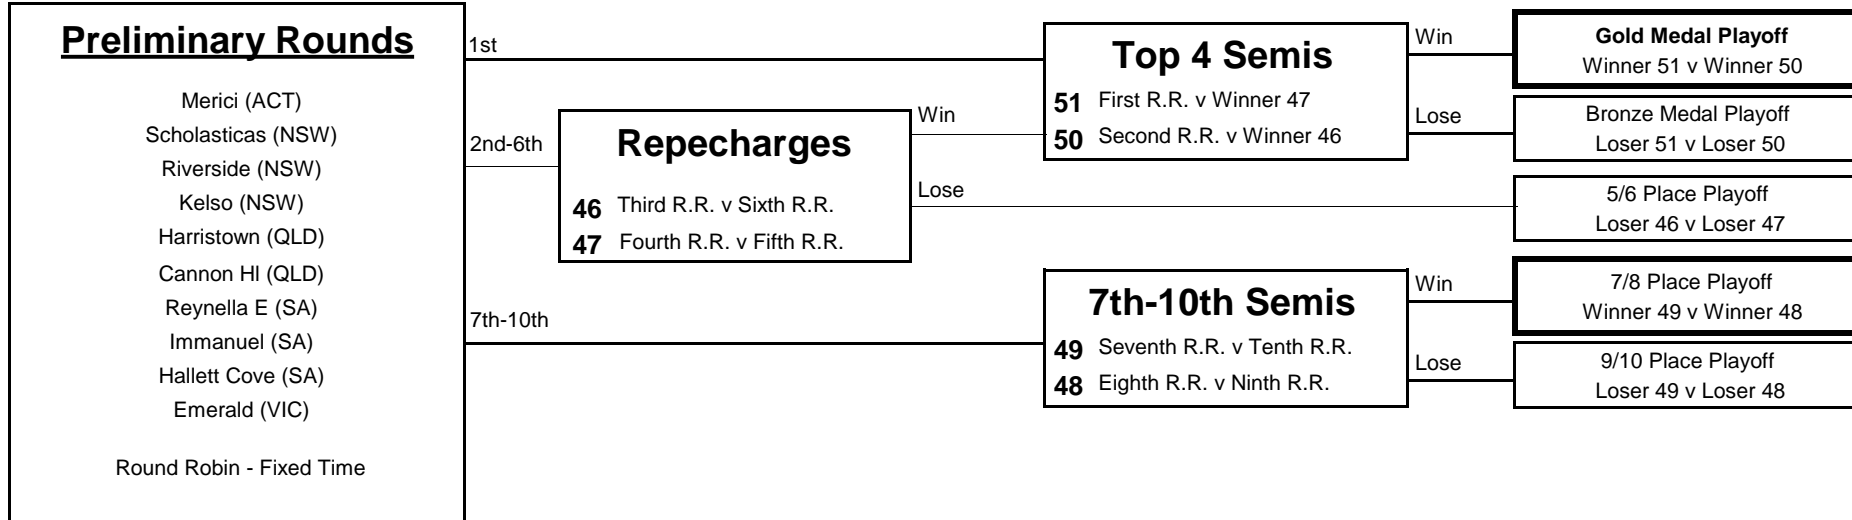 Preliminary Rounds
Merici (ACT)
Scholasticas (NSW)
Riverside (NSW)
Kelso (NSW)
Harristown (QLD)
Cannon Hl (QLD)
Reynella E (SA)
Immanuel (SA)
Hallett Cove (SA)
Emerald (VIC)
Round Robin - Fixed Time
1st
2nd-6th
7th-10th
Repecharges
46 Third R.R. v Sixth R.R.
47 Fourth R.R. v Fifth R.R.
Win
Lose
Top 4 Semis
51 First R.R. v Winner 47
50 Second R.R. v Winner 46
Win
Lose
7th-10th Semis
49 Seventh R.R. v Tenth R.R.
48 Eighth R.R. v Ninth R.R.
Win
Lose
Gold Medal Playoff
Winner 51 v Winner 50
Bronze Medal Playoff
Loser 51 v Loser 50
5/6 Place Playoff
Loser 46 v Loser 47
7/8 Place Playoff
Winner 49 v Winner 48
9/10 Place Playoff
Loser 49 v Loser 48